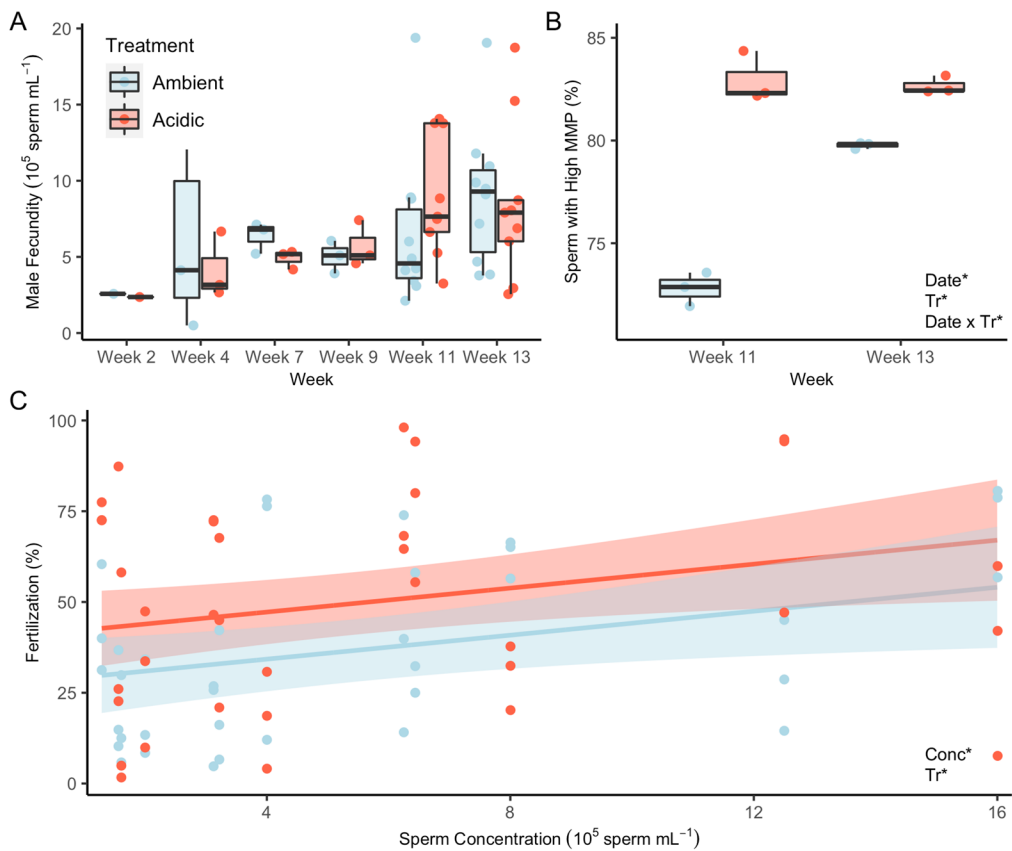 A
Treatment
Ambient
Acidic
Male Fecundity (10⁵ sperm mL⁻¹)
20
15
10
5
0
Week 2 Week 4 Week 7 Week 9 Week 11 Week 13
Week
B
Sperm with High MMP (%)
85
80
75
Date*
Tr*
Date x Tr*
Week 11 Week 13
Week
C
Fertilization (%)
100
75
50
25
0
Conc*
Tr*
4 8 12 16
Sperm Concentration (10⁵ sperm mL⁻¹)